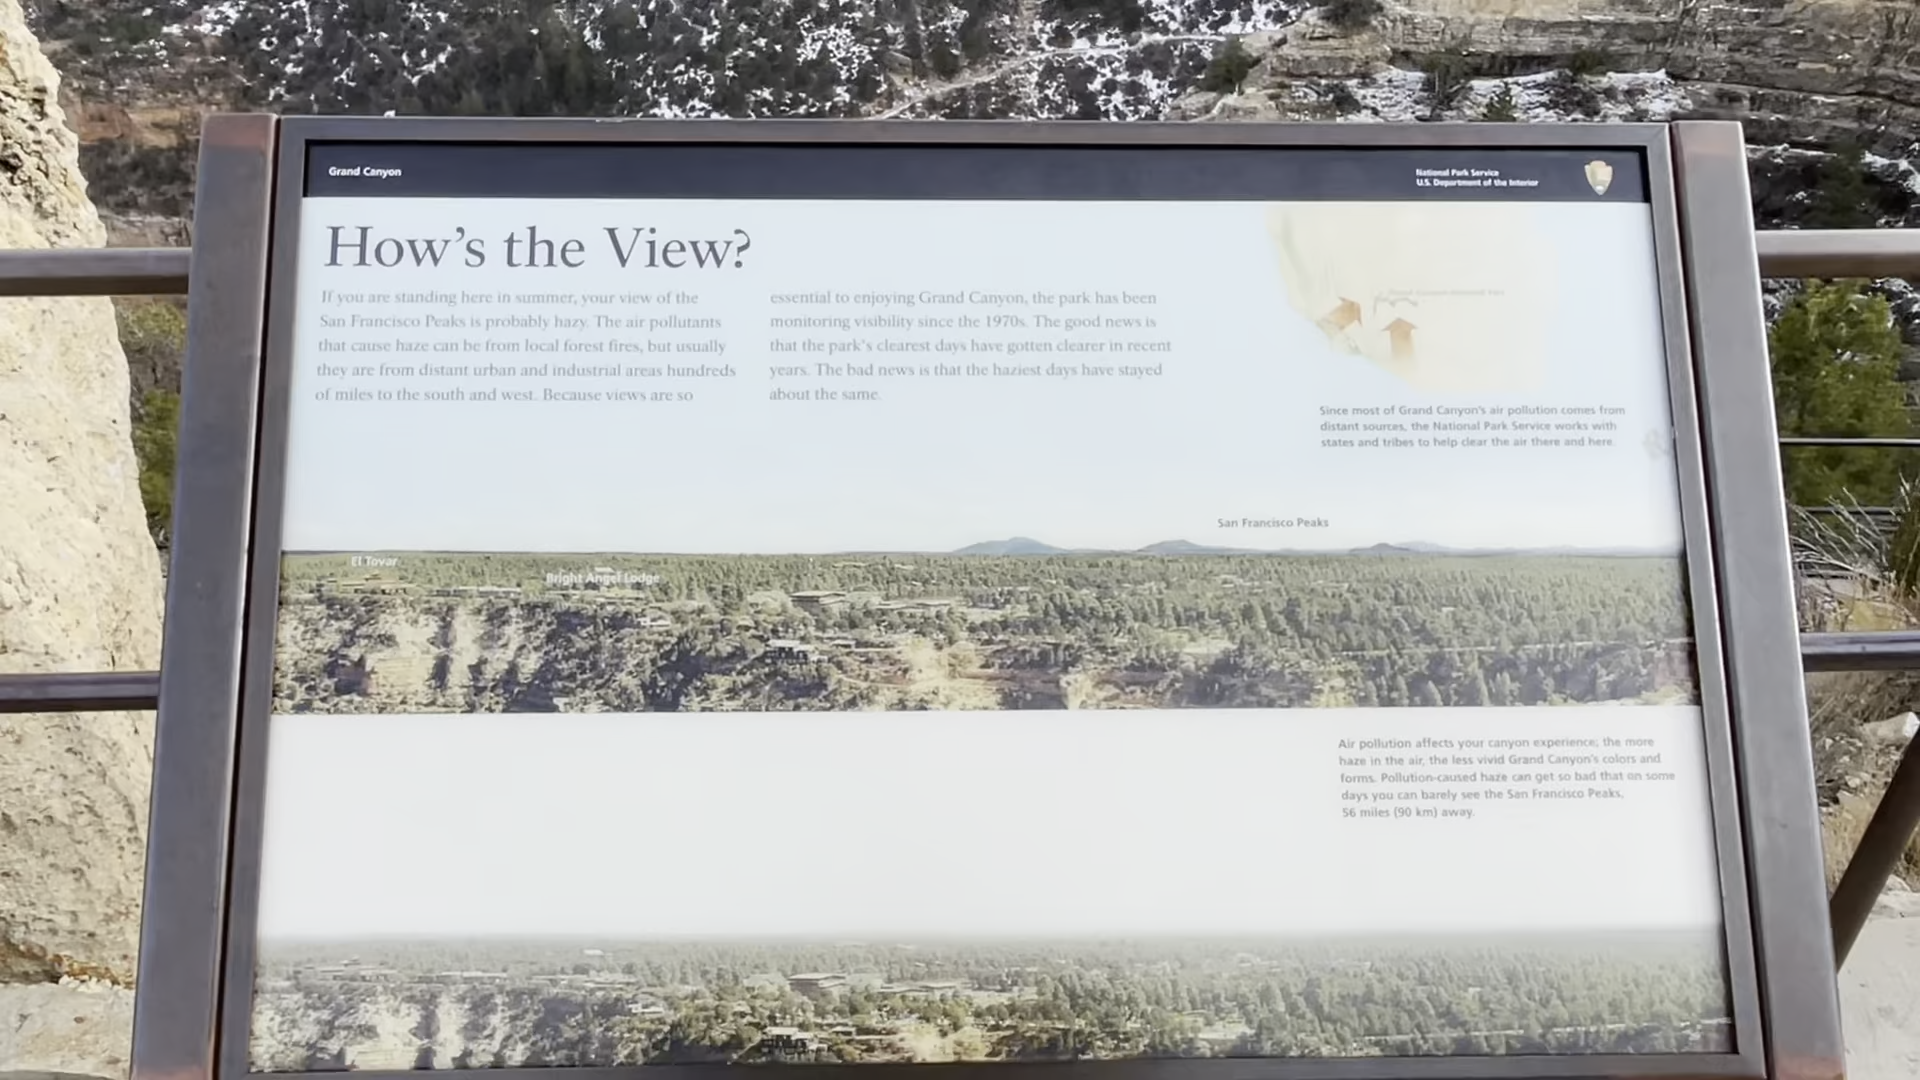 Grand Canyon
National Park Service
U.S. Department of the Interior
How's the View?
If you are standing here in summer, your view of the
San Francisco Peaks is probably hazy. The air pollutants
that cause haze can be from local forest fires, but usually
they are from distant urban and industrial areas hundreds
of miles to the south and west. Because views are so
essential to enjoying Grand Canyon, the park has been
monitoring visibility since the 1970s. The good news is
that the park's clearest days have gotten clearer in recent
years. The bad news is that the haziest days have stayed
about the same.
Since most of Grand Canyon's air pollution comes from
distant sources, the National Park Service works with
states and tribes to help clear the air there and here.
San Francisco Peaks
El Tovar
Bright Angel Lodge
Air pollution affects your canyon experience; the more
haze in the air, the less vivid Grand Canyon's colors and
forms. Pollution-caused haze can get so bad that on some
days you can barely see the San Francisco Peaks,
56 miles (90 km) away.